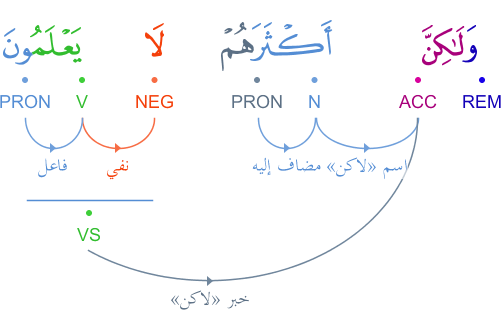 وَلَٰكِنَّ أَكْثَرَهُمْ لَا يَعْلَمُونَ
REM ACC N PRON NEG V PRON
اسم «لاكن» مضاف إليه نفي فاعل
VS
خبر «لاكن»